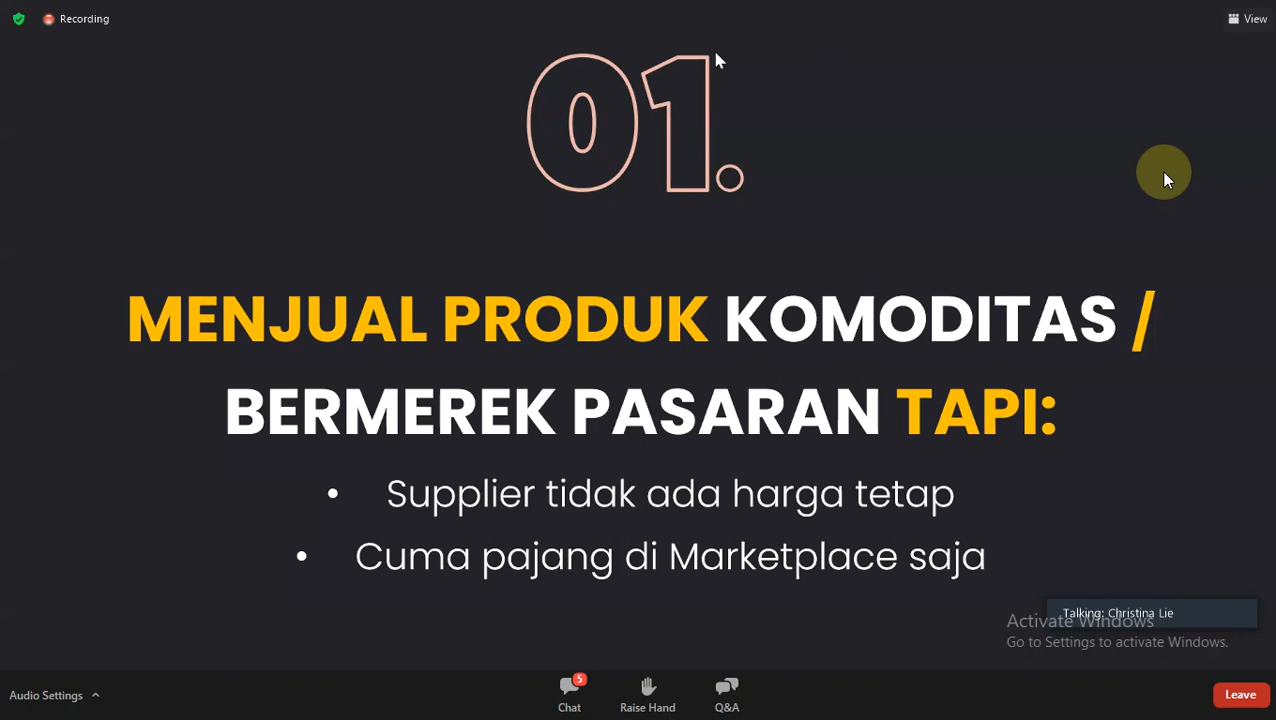 Recording
View
01.
MENJUAL PRODUK KOMODITAS /
BERMEREK PASARAN TAPI:
• Supplier tidak ada harga tetap
• Cuma pajang di Marketplace saja
Talking: Christina Lie
Activate Windows
Go to Settings to activate Windows.
Audio Settings
5
Chat
Raise Hand
Q&A
Leave